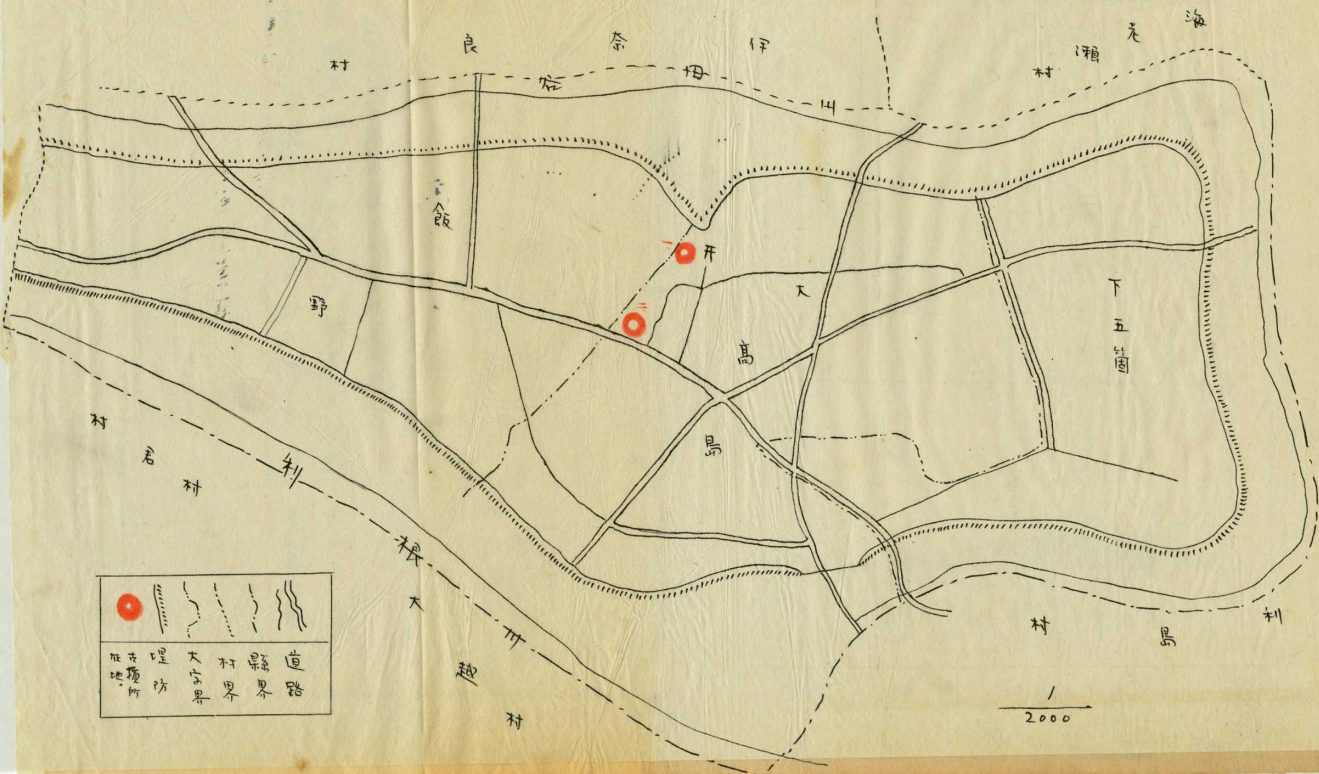 海老瀬村
伊奈良村
谷田川
飯野
一
二
大高島
下五箇
利根川
村君村
大越村
利島村
道路
縣界
村界
大字界
堤防
古墳所在地。
1/2000